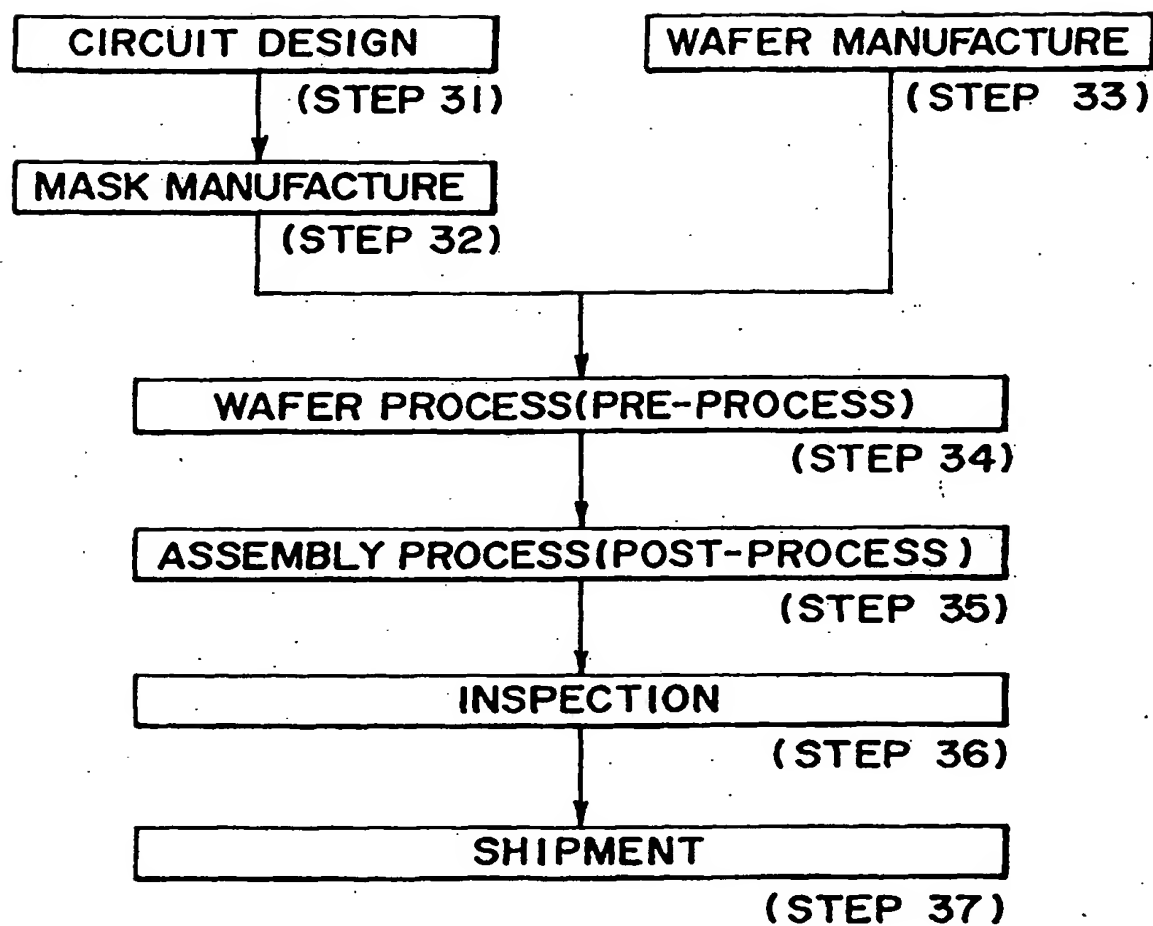 CIRCUIT DESIGN
(STEP 31)
MASK MANUFACTURE
(STEP 32)
WAFER MANUFACTURE
(STEP 33)
WAFER PROCESS(PRE-PROCESS)
(STEP 34)
ASSEMBLY PROCESS(POST-PROCESS)
(STEP 35)
INSPECTION
(STEP 36)
SHIPMENT
(STEP 37)